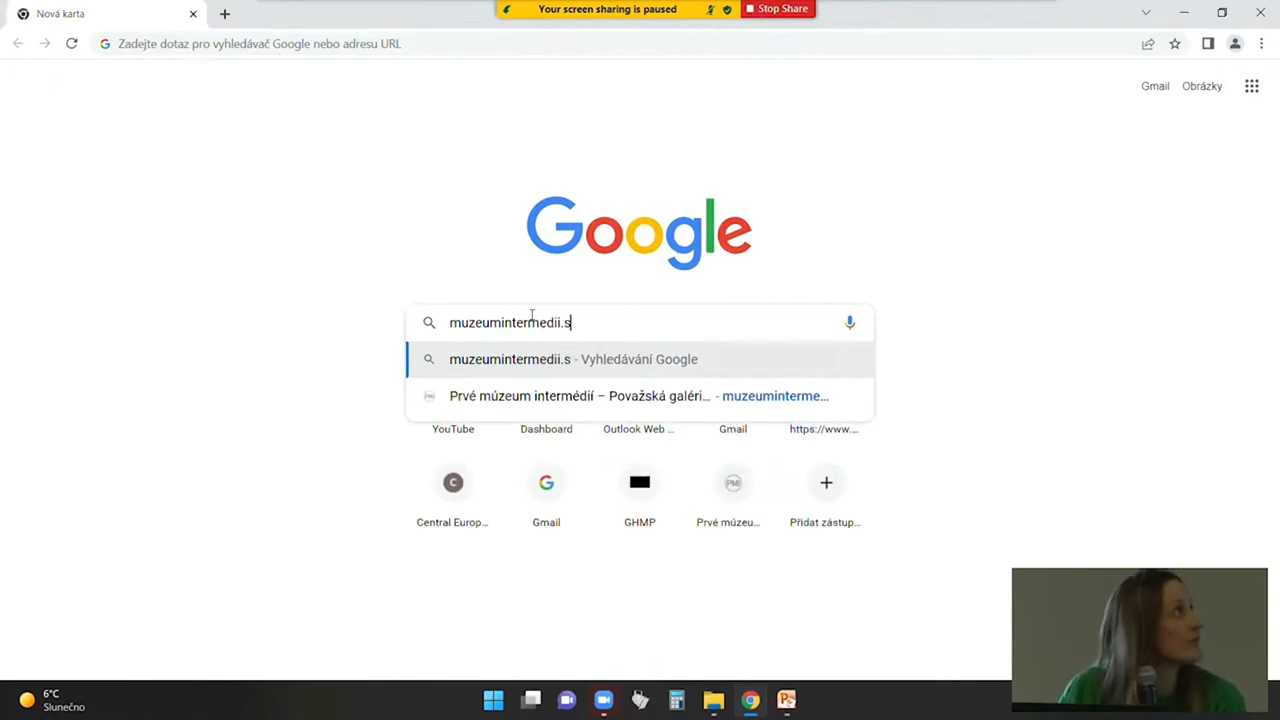 Nová karta
Your screen sharing is paused
Stop Share
Zadejte dotaz pro vyhledávač Google nebo adresu URL
Gmail Obrázky
Google
muzeumintermedii.s
muzeumintermedii.s - Vyhledávání Google
Prvé múzeum intermédií – Považská galéri... - muzeuminterme...
YouTube Dashboard Outlook Web ... Gmail https://www....
C PMI
Central Europ... Gmail GHMP Prvé múzeu... Přidat zástup...
6°C
Slunečno